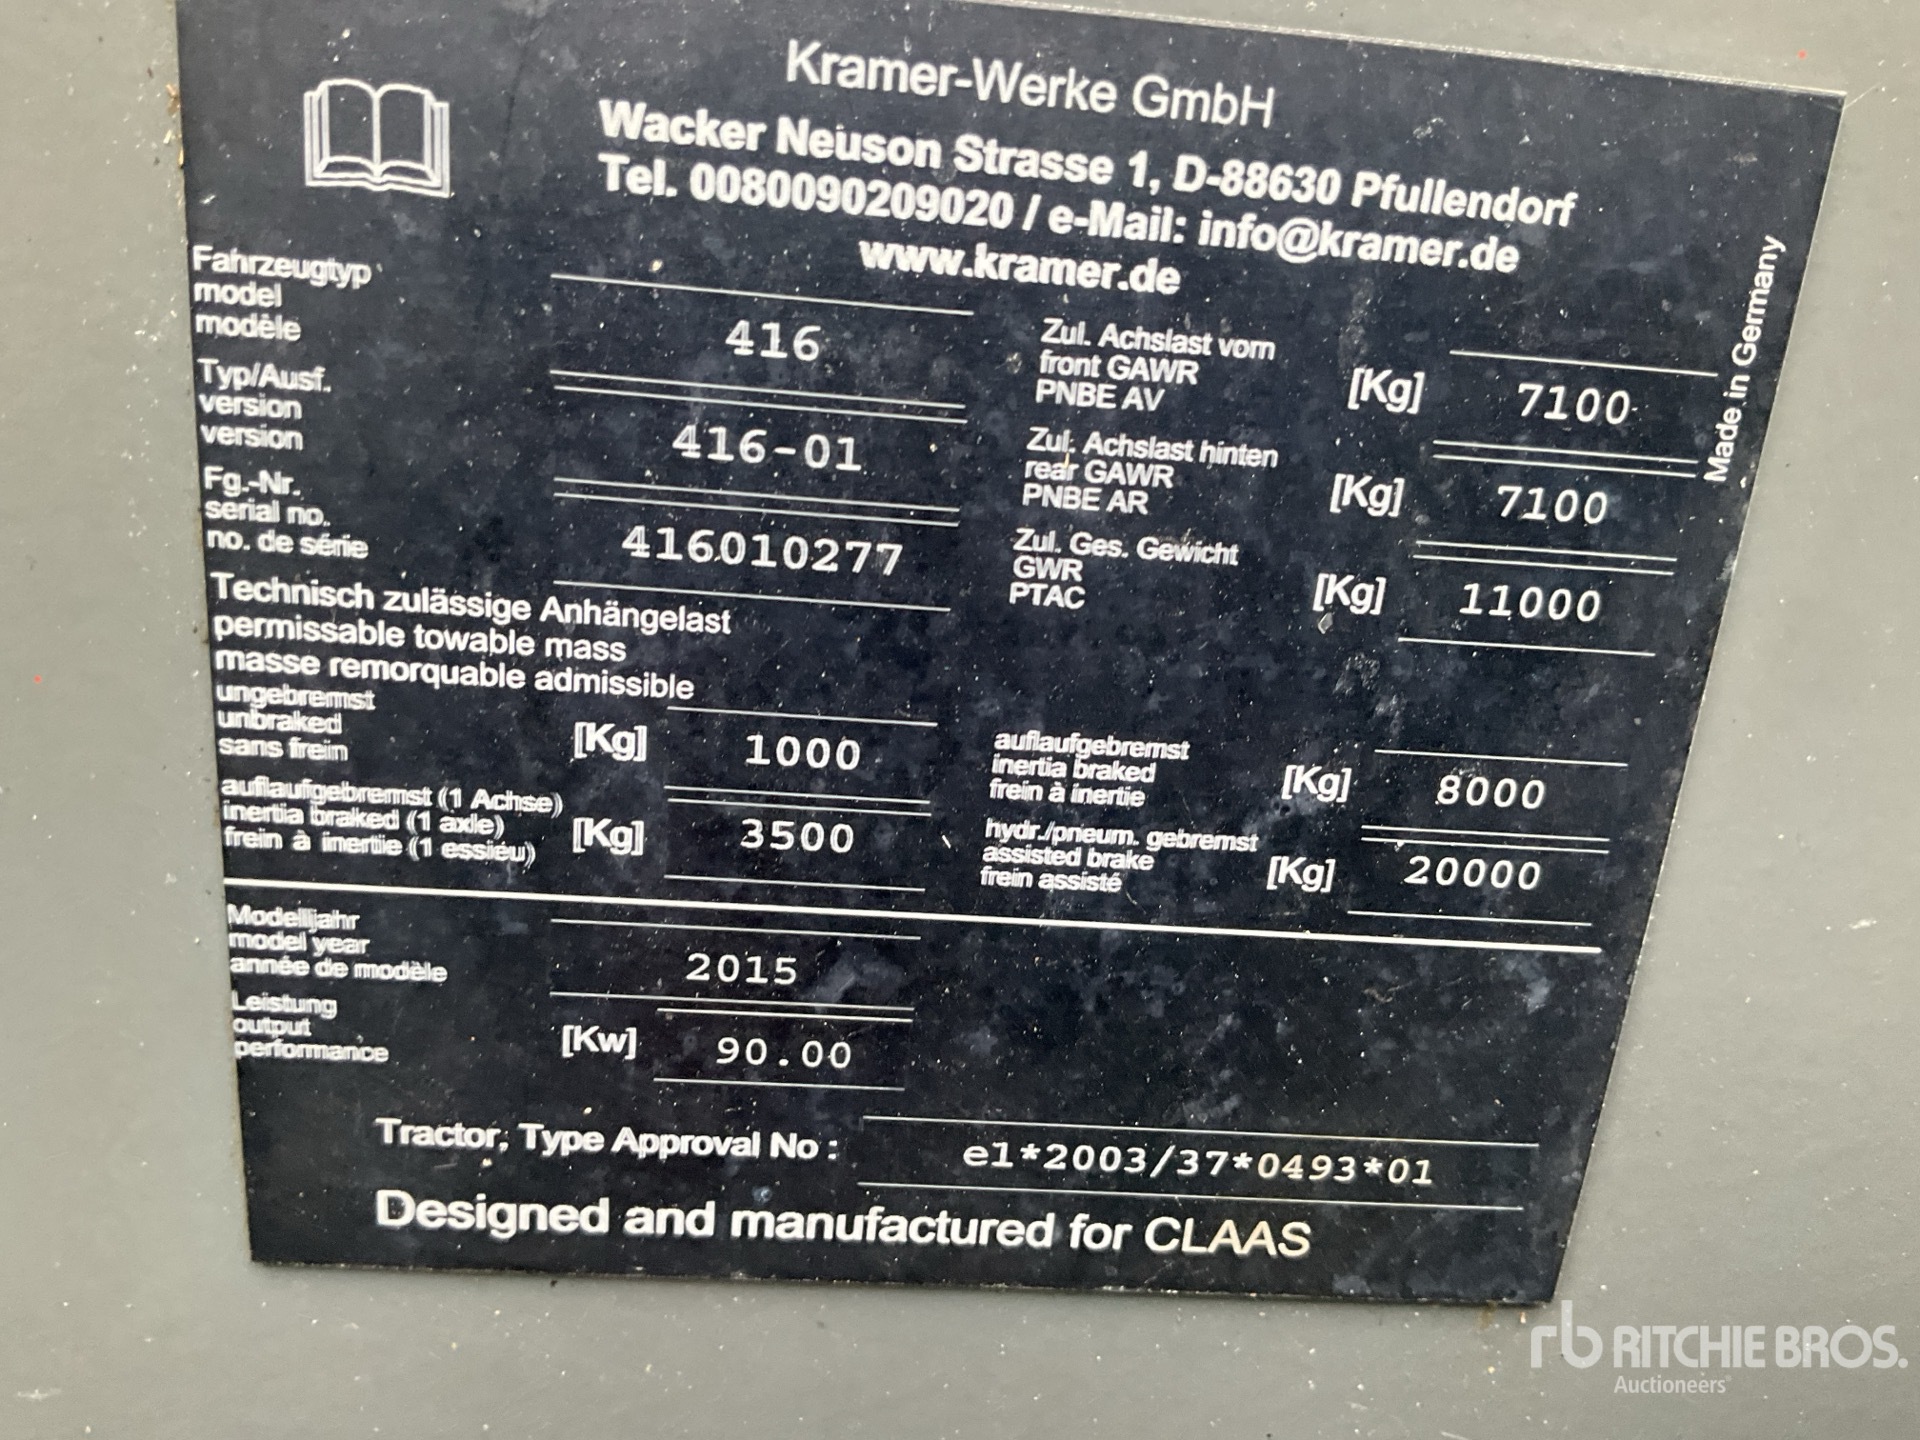 Kramer-Werke GmbH
Wacker Neuson Strasse 1, D-88630 Pfullendorf
Tel. 0080090209020 / e-Mail: info@kramer.de
www.kramer.de
Made in Germany
Fahrzeugtyp
model
modèle
416
Typ/Ausf.
version
version
416-01
Fg.-Nr.
serial no.
no. de série
416010277
Zul. Achslast vorn
front GAWR
PNBE AV
[Kg] 7100
Zul. Achslast hinten
rear GAWR
PNBE AR
[Kg] 7100
Zul. Ges. Gewicht
GWR
PTAC
[Kg] 11000
Technisch zulässige Anhängelast
permissable towable mass
masse remorquable admissible
ungebremst
unbraked
sans frein
[Kg] 1000
auflaufgebremst (1 Achse)
inertia braked (1 axle)
frein à inertie (1 essieu)
[Kg] 3500
auflaufgebremst
inertia braked
frein à inertie
[Kg] 8000
hydr./pneum. gebremst
assisted brake
frein assisté
[Kg] 20000
Modelljahr
model year
année de modèle
2015
Leistung
output
performance
[Kw] 90.00
Tractor, Type Approval No : e1*2003/37*0493*01
Designed and manufactured for CLAAS
rb RITCHIE BROS.
Auctioneers